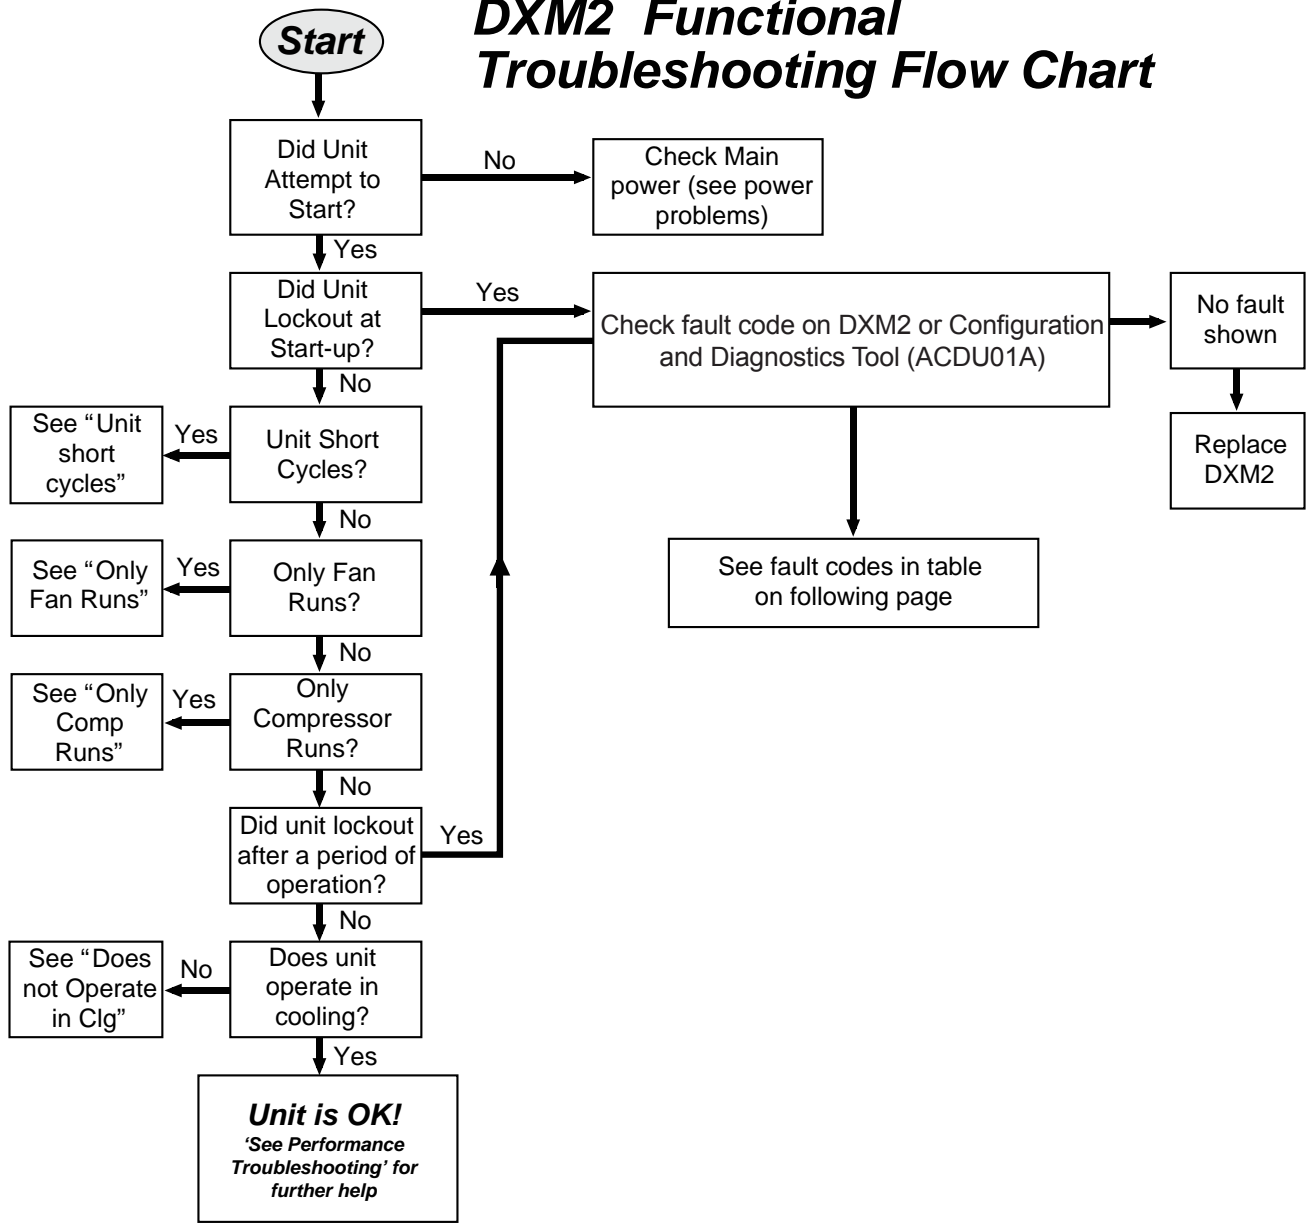 DXM2 Functional
Troubleshooting Flow Chart
Start
Did Unit
Attempt to
Start?
No
Check Main
power (see power
problems)
Yes
Did Unit
Lockout at
Start-up?
Yes
Check fault code on DXM2 or Configuration
and Diagnostics Tool (ACDU01A)
No fault
shown
Replace
DXM2
See fault codes in table
on following page
No
Unit Short
Cycles?
Yes
See “Unit
short
cycles”
No
Only Fan
Runs?
Yes
See “Only
Fan Runs”
No
Only
Compressor
Runs?
Yes
See “Only
Comp
Runs”
No
Did unit lockout
after a period of
operation?
Yes
No
Does unit
operate in
cooling?
No
See “Does
not Operate
in Clg”
Yes
Unit is OK!
‘See Performance
Troubleshooting’ for
further help